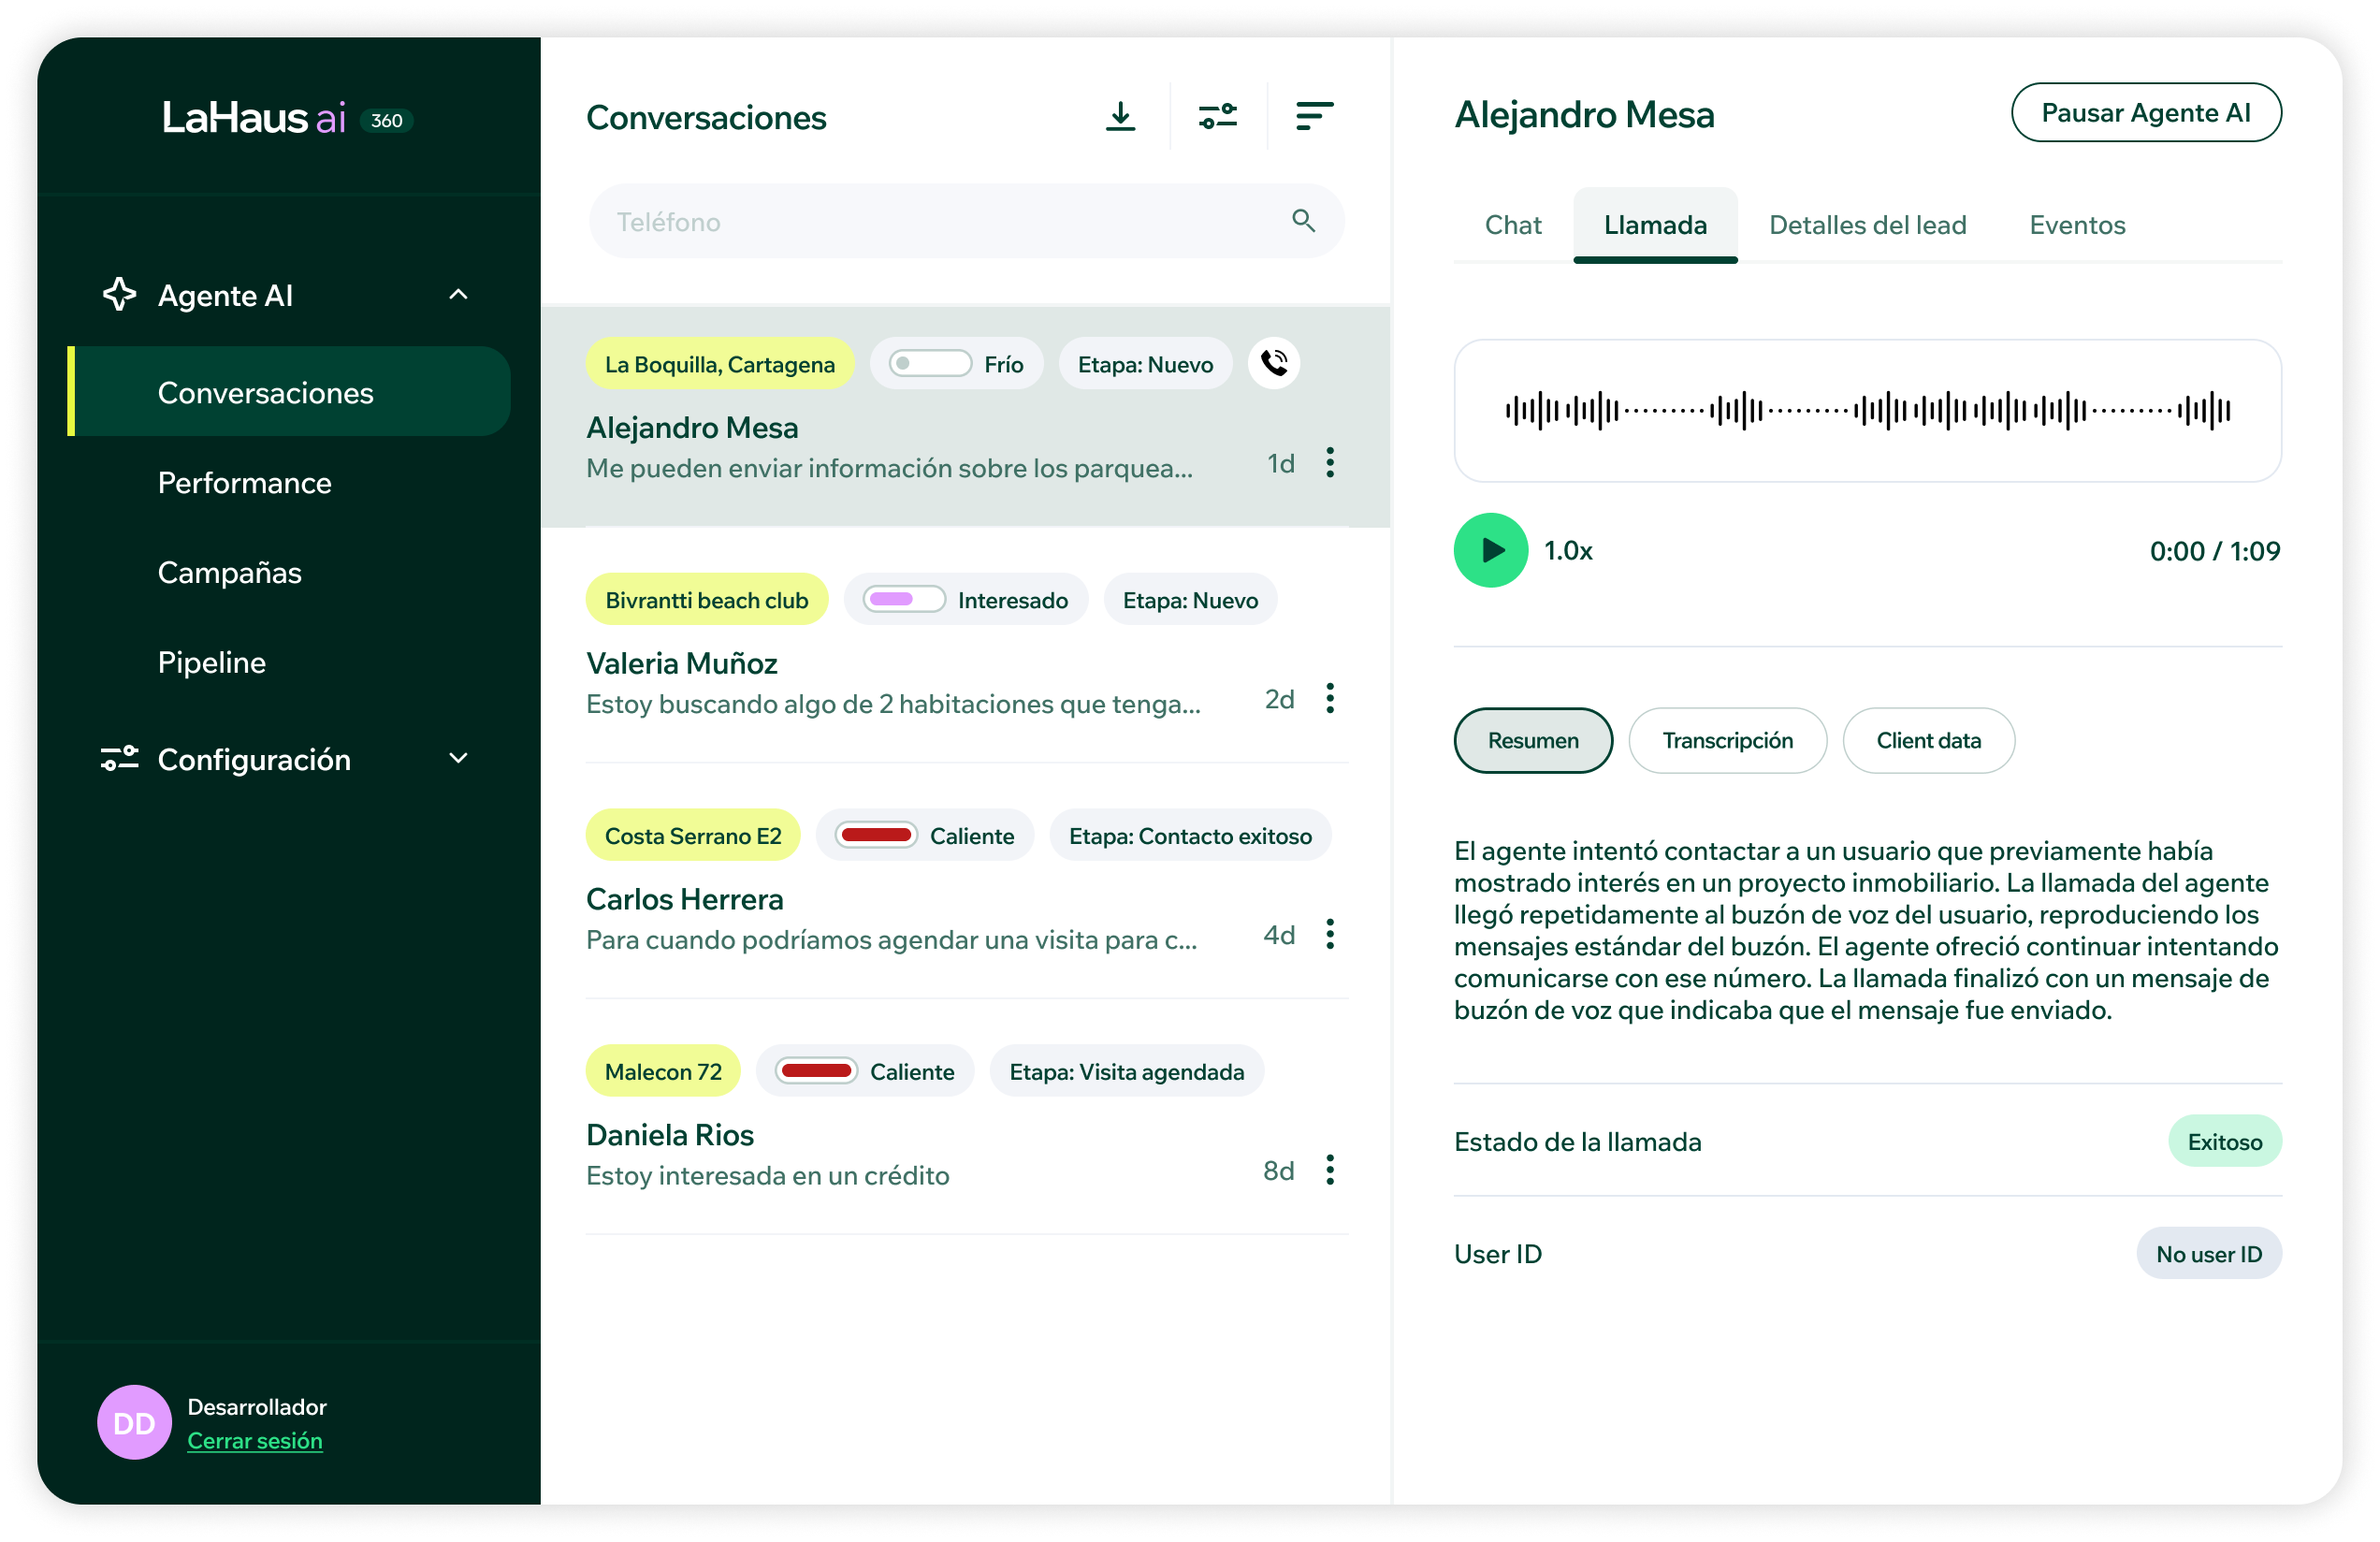 LaHaus ai 360
Agente AI
Conversaciones
Performance
Campañas
Pipeline
Configuración
DD
Desarrollador
Cerrar sesión
Conversaciones
Teléfono
La Boquilla, Cartagena
Frío
Etapa: Nuevo
Alejandro Mesa
Me pueden enviar información sobre los parquea...
1d
Bivrantti beach club
Interesado
Etapa: Nuevo
Valeria Muñoz
Estoy buscando algo de 2 habitaciones que tenga...
2d
Costa Serrano E2
Caliente
Etapa: Contacto exitoso
Carlos Herrera
Para cuando podríamos agendar una visita para c...
4d
Malecon 72
Caliente
Etapa: Visita agendada
Daniela Rios
Estoy interesada en un crédito
8d
Alejandro Mesa
Pausar Agente AI
Chat
Llamada
Detalles del lead
Eventos
1.0x
0:00 / 1:09
Resumen
Transcripción
Client data
El agente intentó contactar a un usuario que previamente había
mostrado interés en un proyecto inmobiliario. La llamada del agente
llegó repetidamente al buzón de voz del usuario, reproduciendo los
mensajes estándar del buzón. El agente ofreció continuar intentando
comunicarse con ese número. La llamada finalizó con un mensaje de
buzón de voz que indicaba que el mensaje fue enviado.
Estado de la llamada
Exitoso
User ID
No user ID